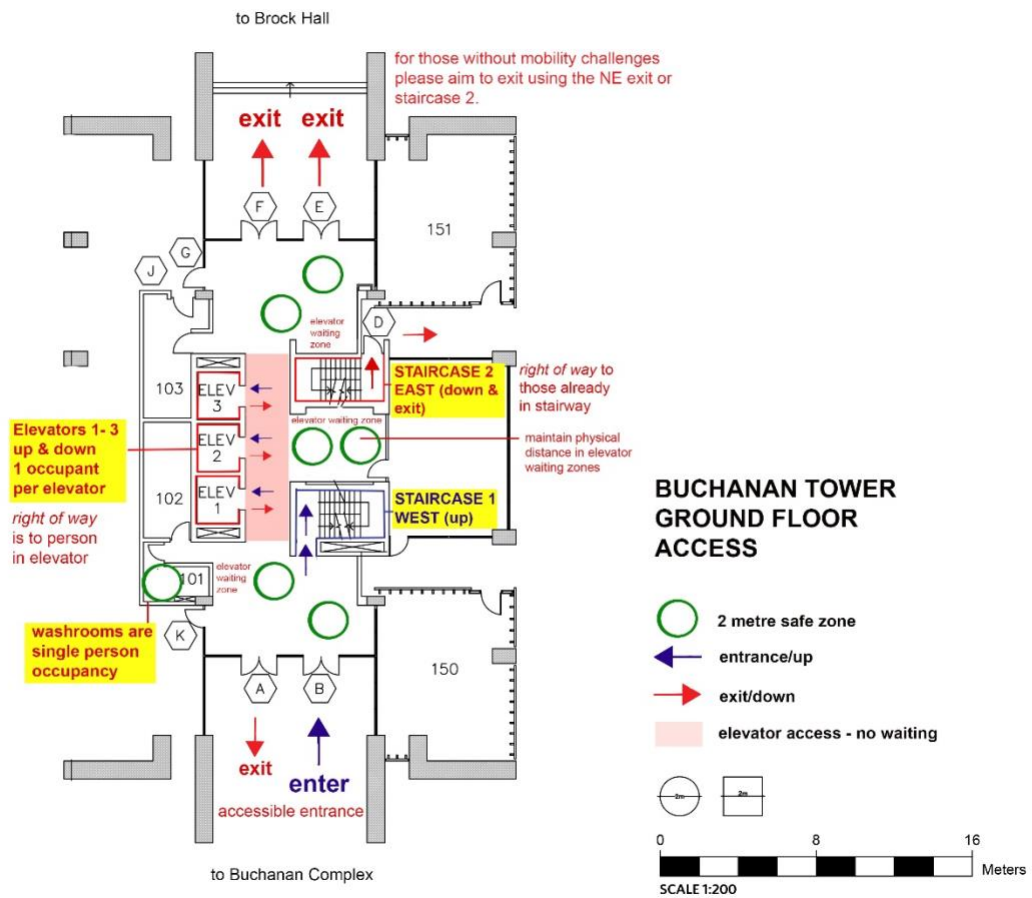 to Brock Hall
for those without mobility challenges
please aim to exit using the NE exit or
staircase 2.
exit exit
F E
151
G
J
elevator
waiting
zone
D
103
ELEV
3
STAIRCASE 2
EAST (down &
exit)
right of way to
those already
in stairway
elevator waiting zone
Elevators 1- 3
up & down
1 occupant
per elevator
ELEV
2
maintain physical
distance in elevator
waiting zones
right of way
is to person
in elevator
102
ELEV
1
STAIRCASE 1
WEST (up)
101
elevator
waiting
zone
washrooms are
single person
occupancy
K
A B
150
exit
enter
accessible entrance
to Buchanan Complex
BUCHANAN TOWER
GROUND FLOOR
ACCESS
2 metre safe zone
entrance/up
exit/down
elevator access - no waiting
2m 2m
0 8 16
Meters
SCALE 1:200